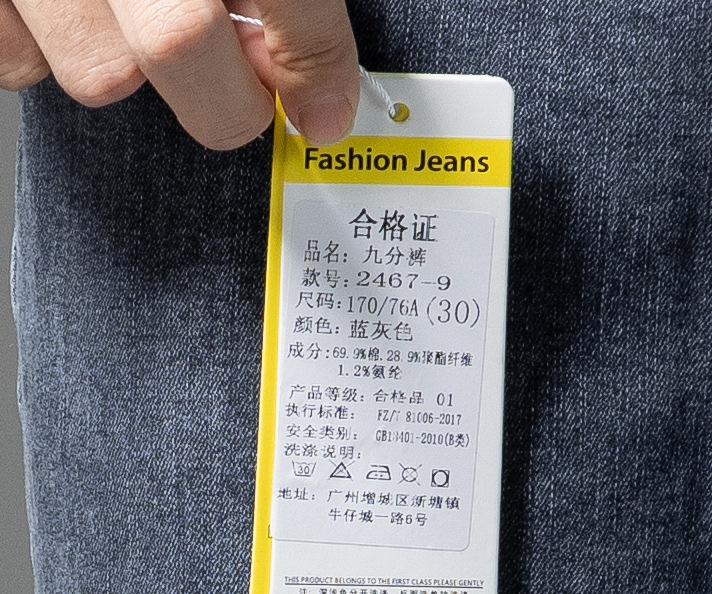 Fashion Jeans
合格证
品名：九分裤
款号：2467-9
尺码：170/76A(30)
颜色：蓝灰色
成分：69.9%棉.28.9%聚酯纤维
1.2%氨纶
产品等级：合格品 01
执行标准： FZ/T 81006-2017
安全类别： GB18401-2010(B类)
洗涤说明：
30
地址：广州增城区新塘镇
牛仔城一路6号
THIS PRODUCT BELONGS TO THE FIRST CLASS PLEASE GENTLY